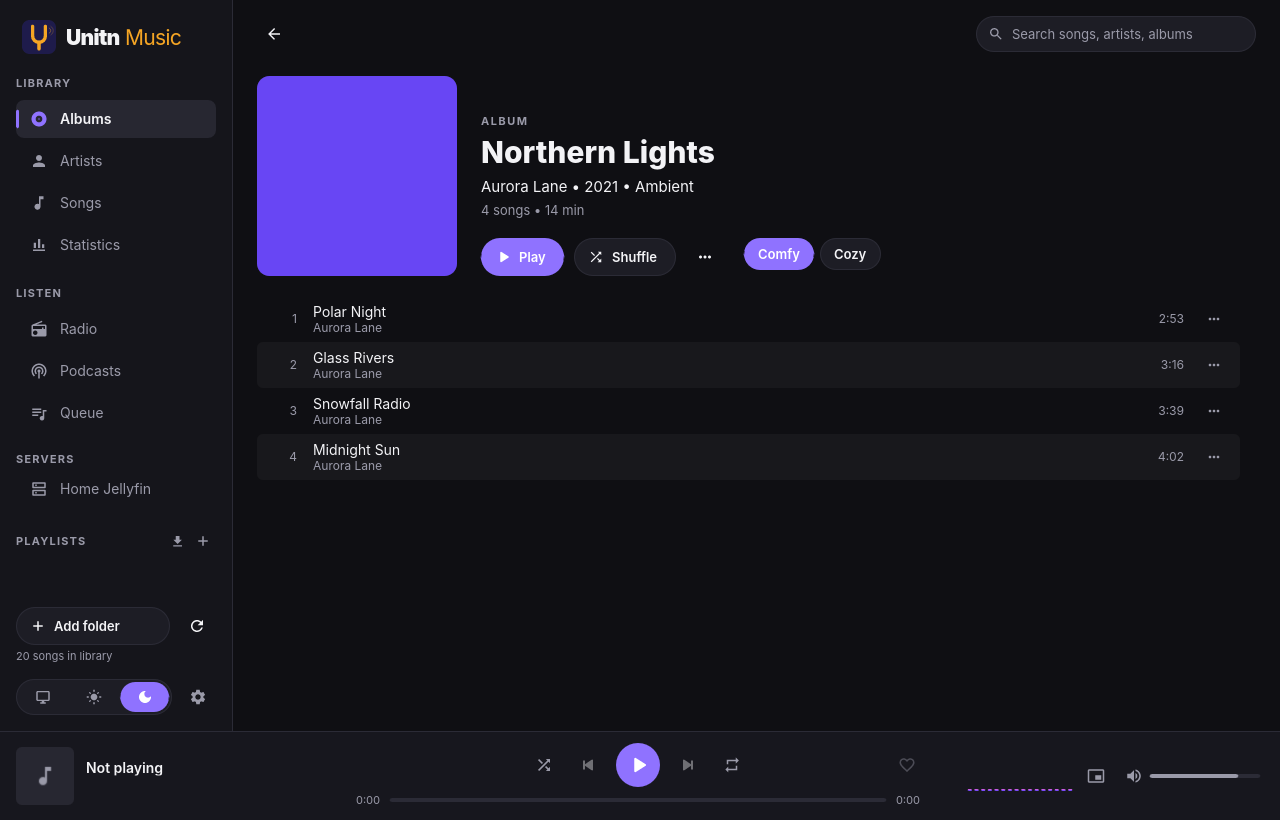 Unitn Music
Search songs, artists, albums
LIBRARY
Albums
Artists
Songs
Statistics
LISTEN
Radio
Podcasts
Queue
SERVERS
Home Jellyfin
PLAYLISTS
Add folder
20 songs in library
ALBUM
Northern Lights
Aurora Lane • 2021 • Ambient
4 songs • 14 min
Play Shuffle Comfy Cozy
1 Polar Night 2:53
Aurora Lane
2 Glass Rivers 3:16
Aurora Lane
3 Snowfall Radio 3:39
Aurora Lane
4 Midnight Sun 4:02
Aurora Lane
Not playing
0:00 0:00